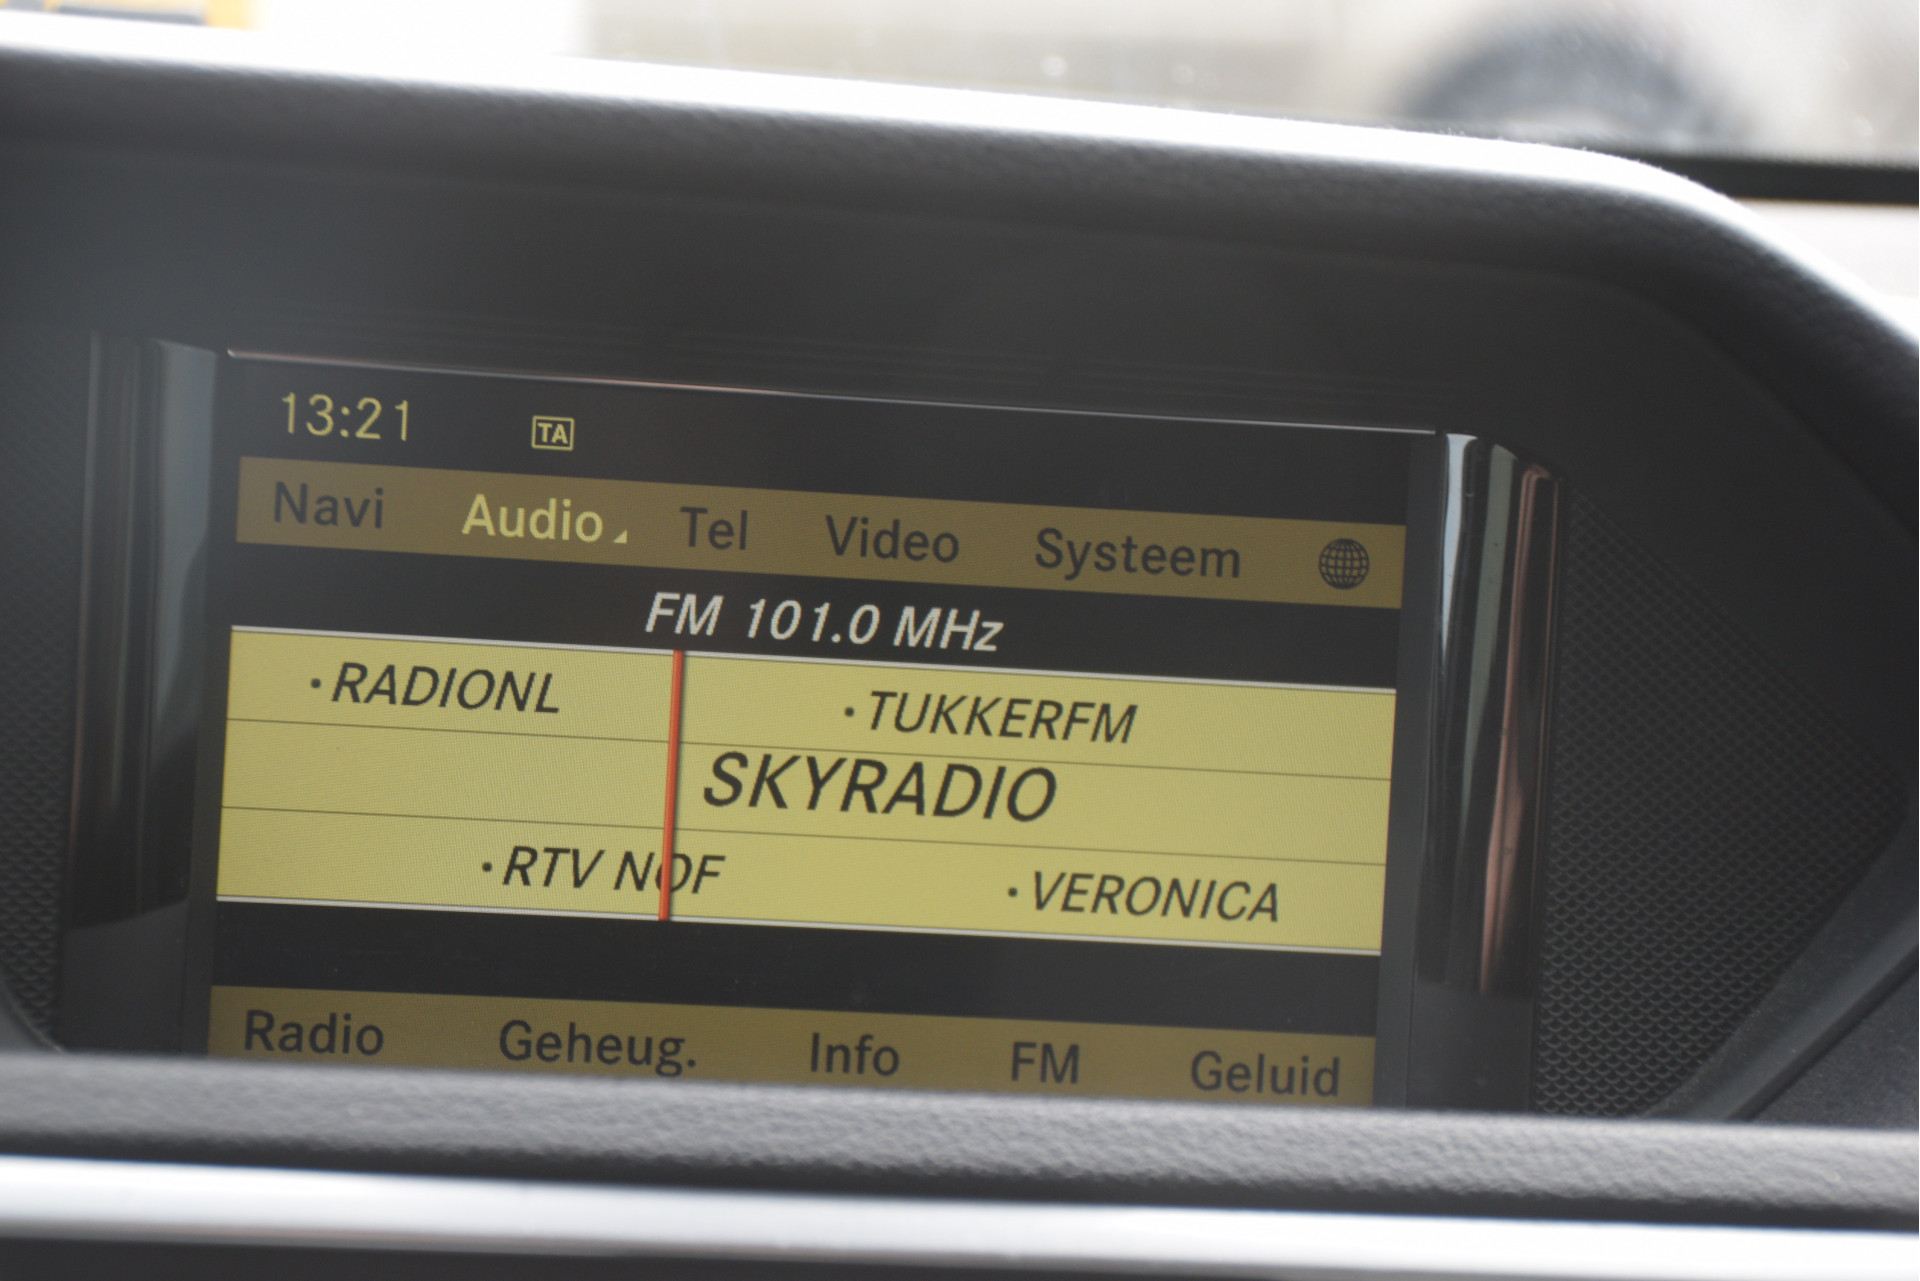 13:21 TA
Navi Audio Tel Video Systeem
FM 101.0 MHz
·RADIONL ·TUKKERFM
SKYRADIO
·RTV NOF ·VERONICA
Radio Geheug. Info FM Geluid